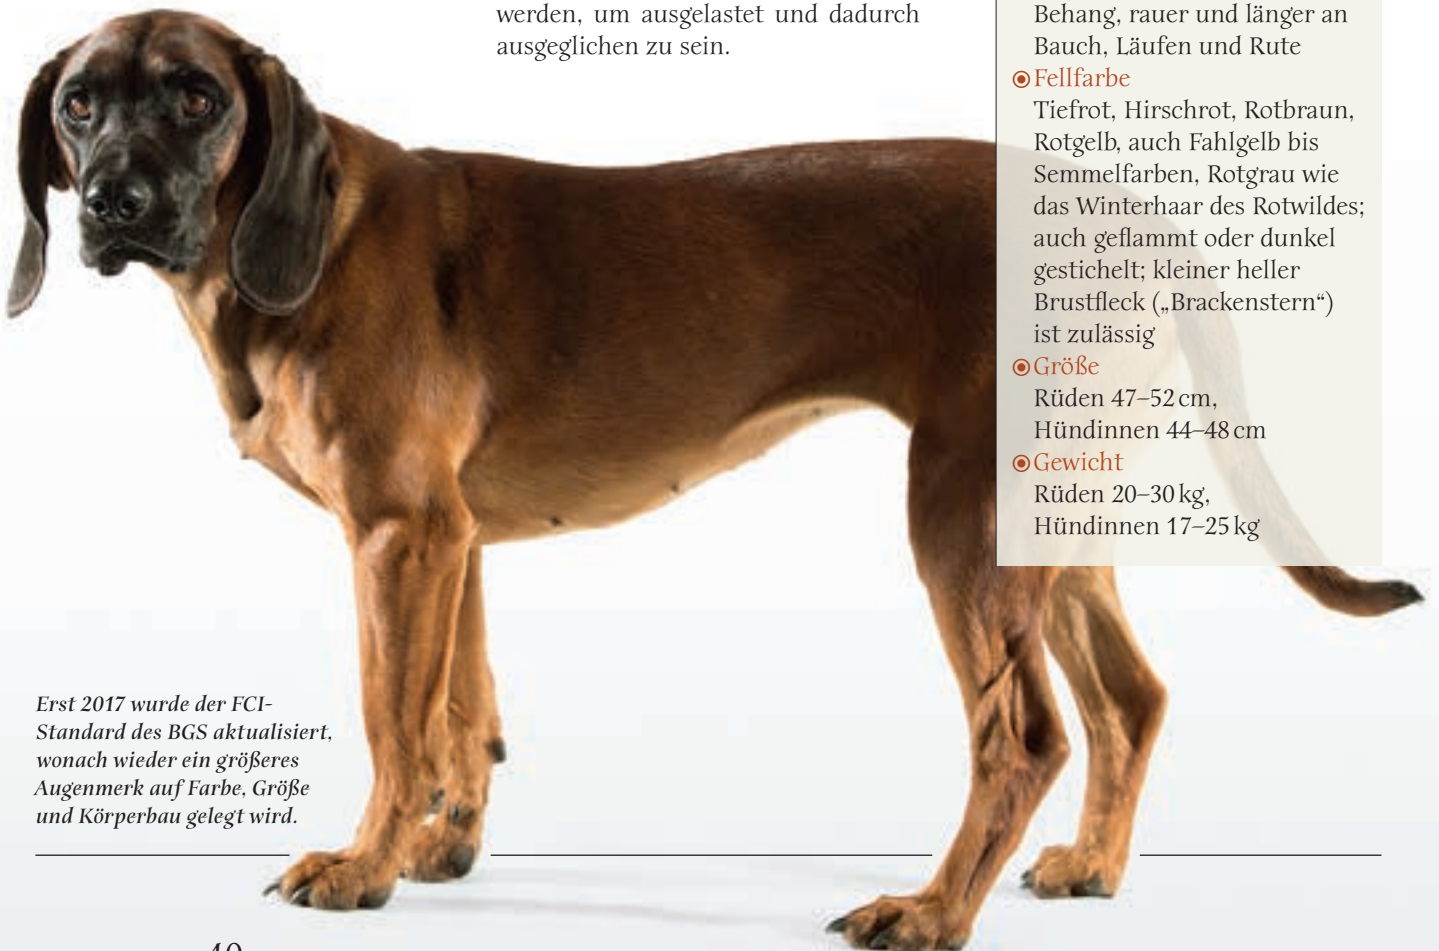 werden, um ausgelastet und dadurch
ausgeglichen zu sein.
Behang, rauer und länger an
Bauch, Läufen und Rute
Fellfarbe
Tiefrot, Hirschrot, Rotbraun,
Rotgelb, auch Fahlgelb bis
Semmelfarben, Rotgrau wie
das Winterhaar des Rotwildes;
auch geflammt oder dunkel
gestichelt; kleiner heller
Brustfleck („Brackenstern“)
ist zulässig
Größe
Rüden 47–52 cm,
Hündinnen 44–48 cm
Gewicht
Rüden 20–30 kg,
Hündinnen 17–25 kg
Erst 2017 wurde der FCI-
Standard des BGS aktualisiert,
wonach wieder ein größeres
Augenmerk auf Farbe, Größe
und Körperbau gelegt wird.